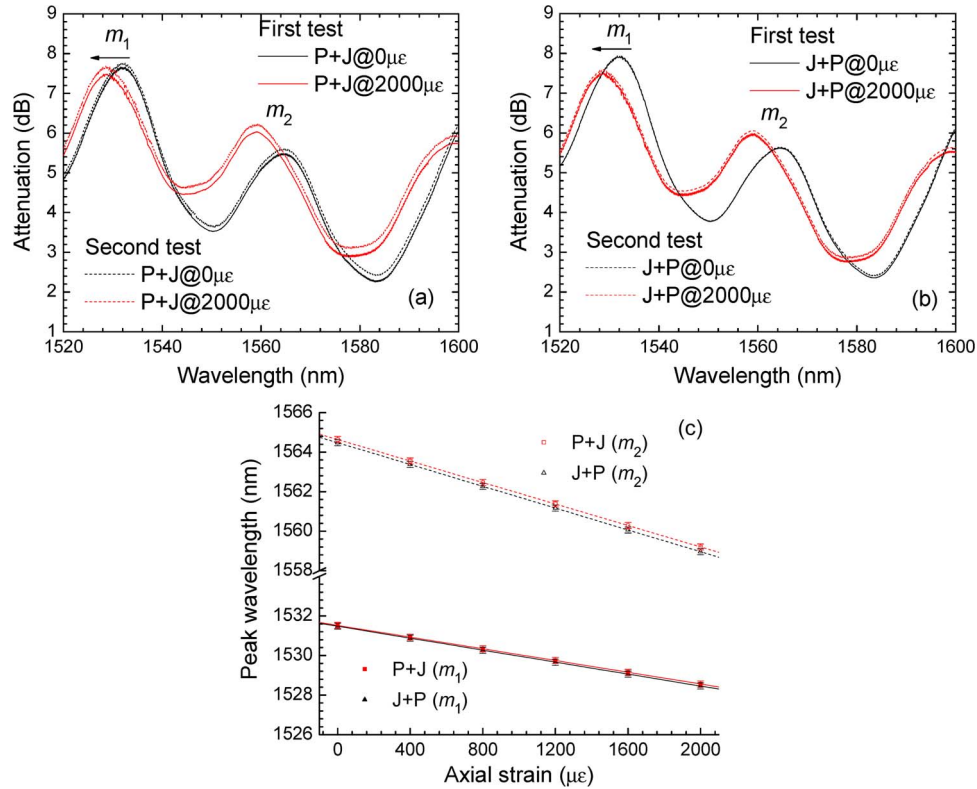 m1
m2
First test
P+J@0με
P+J@2000με
Second test
P+J@0με
P+J@2000με
(a)
9
8
7
6
5
4
3
2
1
Attenuation (dB)
1520 1540 1560 1580 1600
Wavelength (nm)
m1
m2
First test
J+P@0με
J+P@2000με
Second test
J+P@0με
J+P@2000με
(b)
9
8
7
6
5
4
3
2
1
Attenuation (dB)
1520 1540 1560 1580 1600
Wavelength (nm)
(c)
P+J (m2)
J+P (m2)
P+J (m1)
J+P (m1)
1566
1564
1562
1560
1558
1532
1530
1528
1526
Peak wavelength (nm)
0 400 800 1200 1600 2000
Axial strain (με)